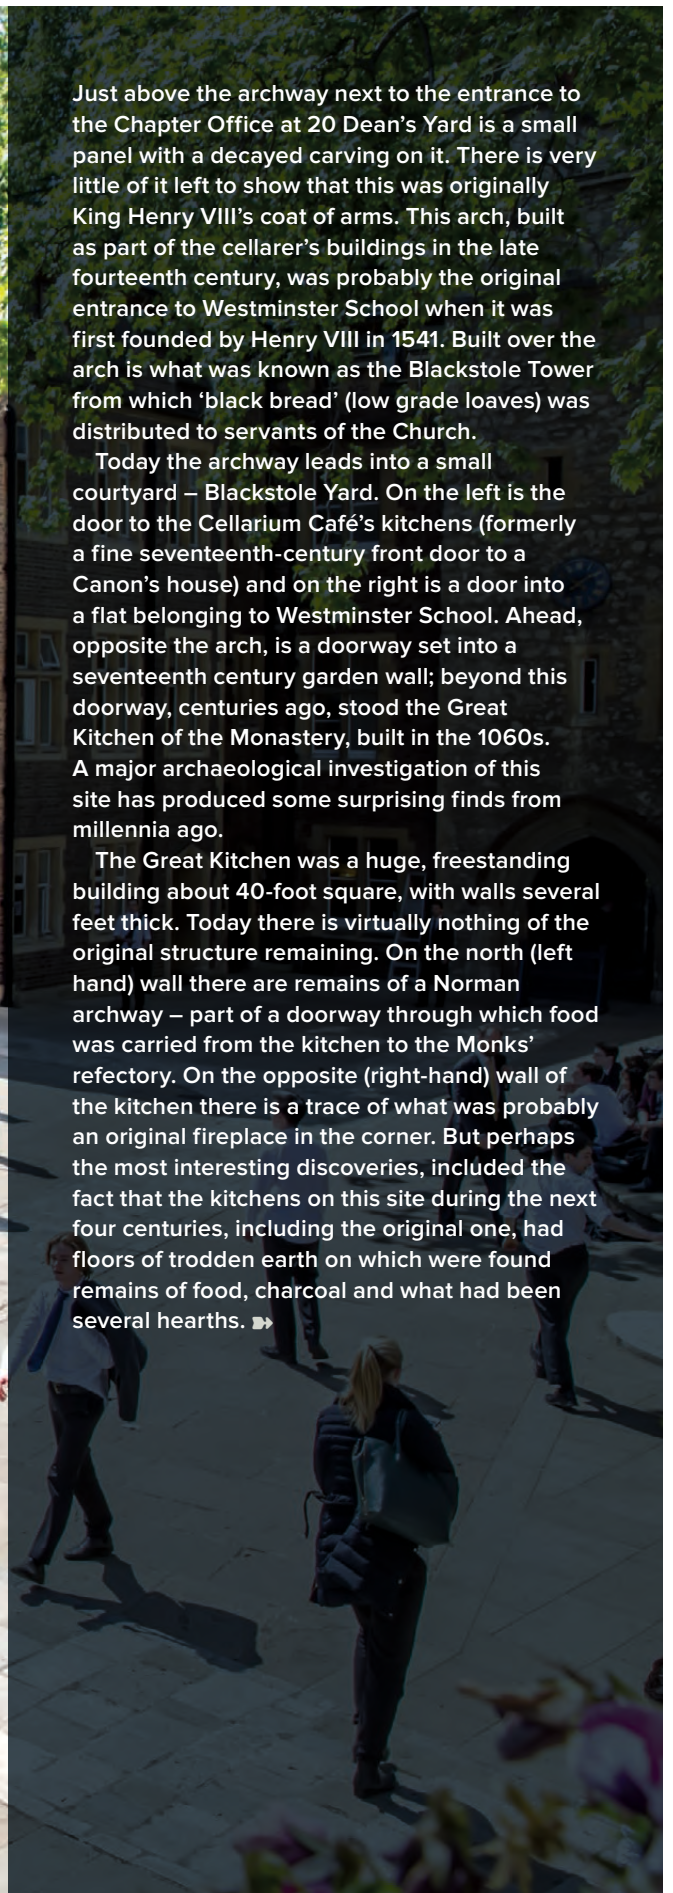 Just above the archway next to the entrance to
the Chapter Office at 20 Dean’s Yard is a small
panel with a decayed carving on it. There is very
little of it left to show that this was originally
King Henry VIII’s coat of arms. This arch, built
as part of the cellarer’s buildings in the late
fourteenth century, was probably the original
entrance to Westminster School when it was
first founded by Henry VIII in 1541. Built over the
arch is what was known as the Blackstole Tower
from which ‘black bread’ (low grade loaves) was
distributed to servants of the Church.
Today the archway leads into a small
courtyard – Blackstole Yard. On the left is the
door to the Cellarium Café’s kitchens (formerly
a fine seventeenth-century front door to a
Canon’s house) and on the right is a door into
a flat belonging to Westminster School. Ahead,
opposite the arch, is a doorway set into a
seventeenth century garden wall; beyond this
doorway, centuries ago, stood the Great
Kitchen of the Monastery, built in the 1060s.
A major archaeological investigation of this
site has produced some surprising finds from
millennia ago.
The Great Kitchen was a huge, freestanding
building about 40-foot square, with walls several
feet thick. Today there is virtually nothing of the
original structure remaining. On the north (left
hand) wall there are remains of a Norman
archway – part of a doorway through which food
was carried from the kitchen to the Monks’
refectory. On the opposite (right-hand) wall of
the kitchen there is a trace of what was probably
an original fireplace in the corner. But perhaps
the most interesting discoveries, included the
fact that the kitchens on this site during the next
four centuries, including the original one, had
floors of trodden earth on which were found
remains of food, charcoal and what had been
several hearths.